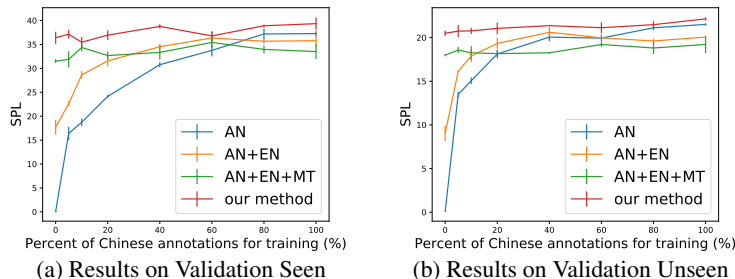 SPL
40
35
30
25
20
15
10
5
0
AN
AN+EN
AN+EN+MT
our method
0
20
40
60
80
100
Percent of Chinese annotations for training (%)
(a) Results on Validation Seen
SPL
20
15
10
5
0
AN
AN+EN
AN+EN+MT
our method
0
20
40
60
80
100
Percent of Chinese annotations for training (%)
(b) Results on Validation Unseen